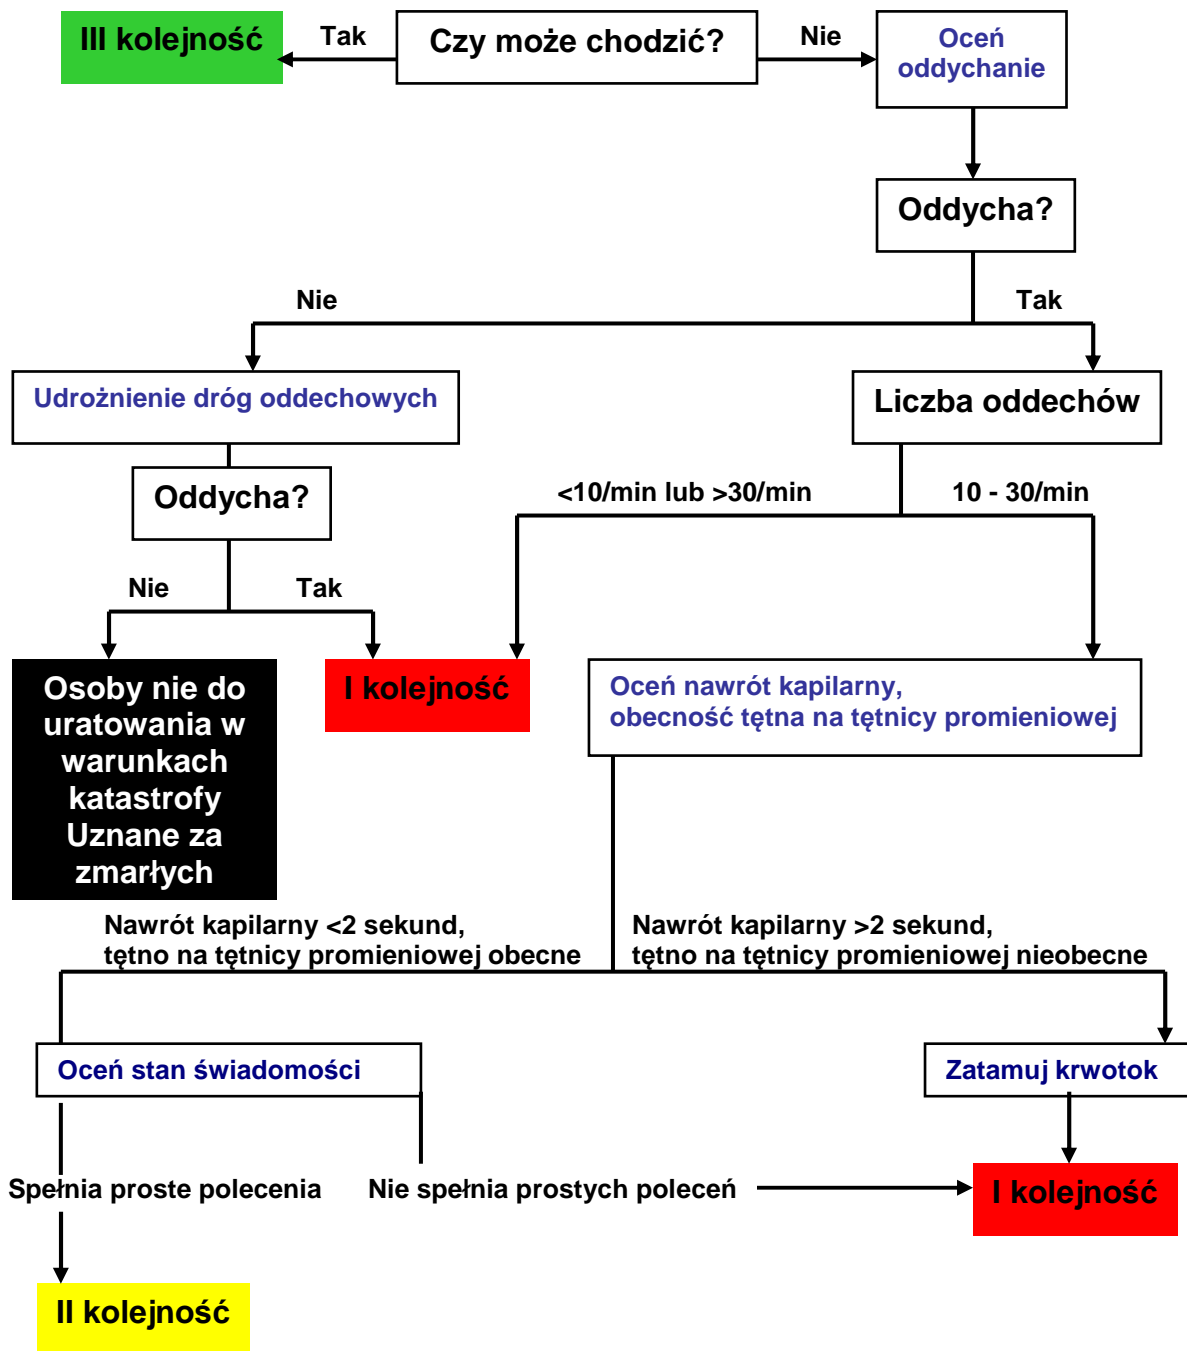 III kolejność
Tak
Czy może chodzić?
Nie
Oceń
oddychanie
Oddycha?
Nie
Tak
Udrożnienie dróg oddechowych
Liczba oddechów
Oddycha?
<10/min lub >30/min
10 - 30/min
Nie
Tak
Osoby nie do
uratowania w
warunkach
katastrofy
Uznane za
zmarłych
I kolejność
Oceń nawrót kapilarny,
obecność tętna na tętnicy promieniowej
Nawrót kapilarny <2 sekund,
tętno na tętnicy promieniowej obecne
Nawrót kapilarny >2 sekund,
tętno na tętnicy promieniowej nieobecne
Oceń stan świadomości
Zatamuj krwotok
Spełnia proste polecenia
Nie spełnia prostych poleceń
I kolejność
II kolejność